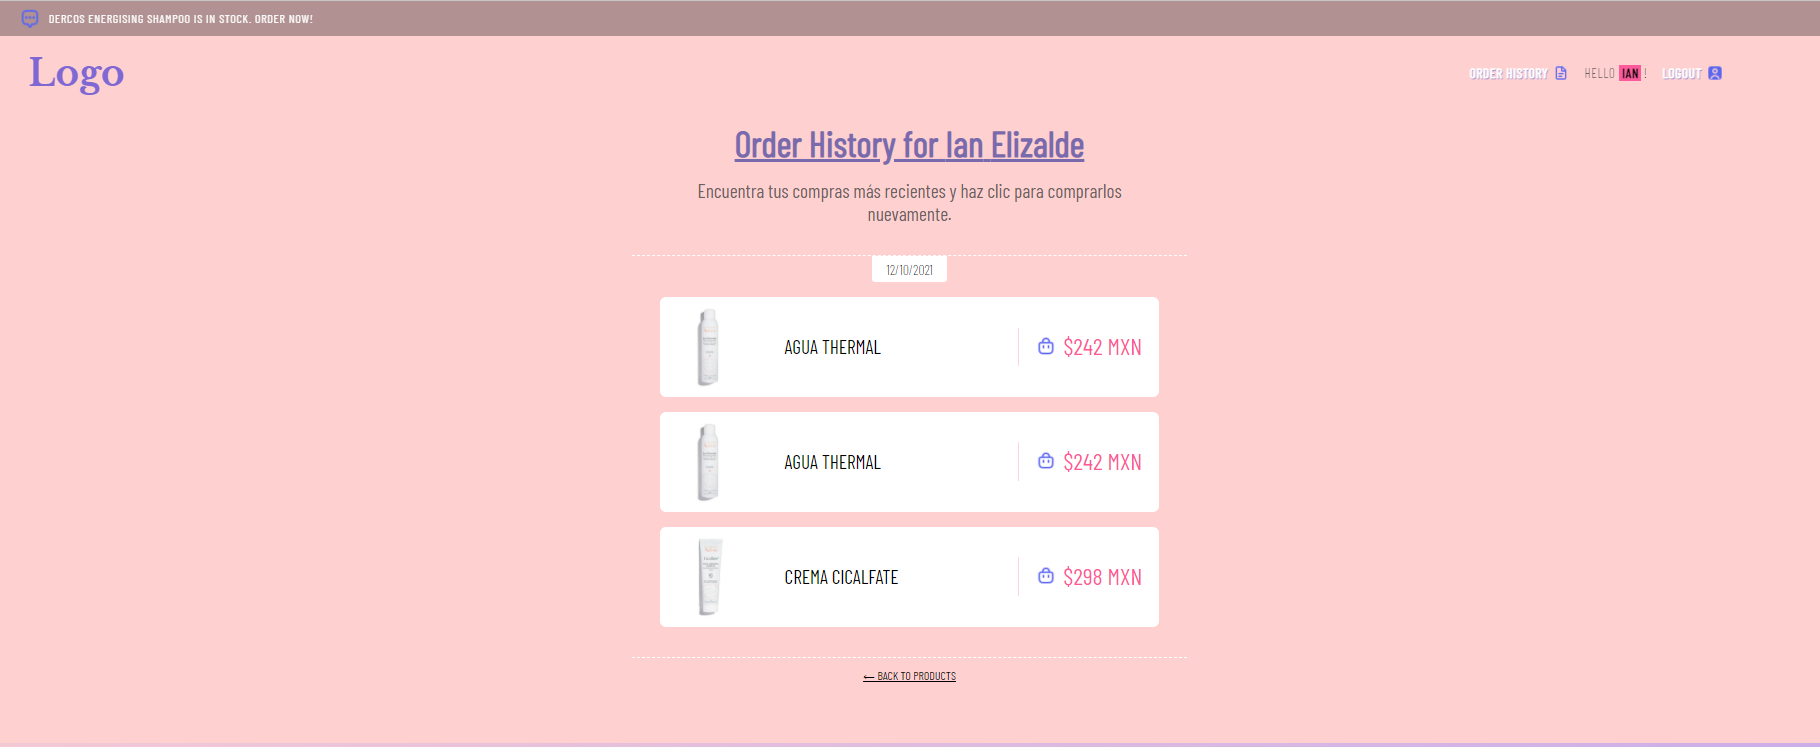 DERCOS ENERGISING SHAMPOO IS IN STOCK. ORDER NOW!
Logo
ORDER HISTORY HELLO IAN ! LOGOUT
Order History for Ian Elizalde
Encuentra tus compras más recientes y haz clic para comprarlos
nuevamente.
12/10/2021
AGUA THERMAL $242 MXN
AGUA THERMAL $242 MXN
CREMA CICALFATE $298 MXN
⟵ BACK TO PRODUCTS